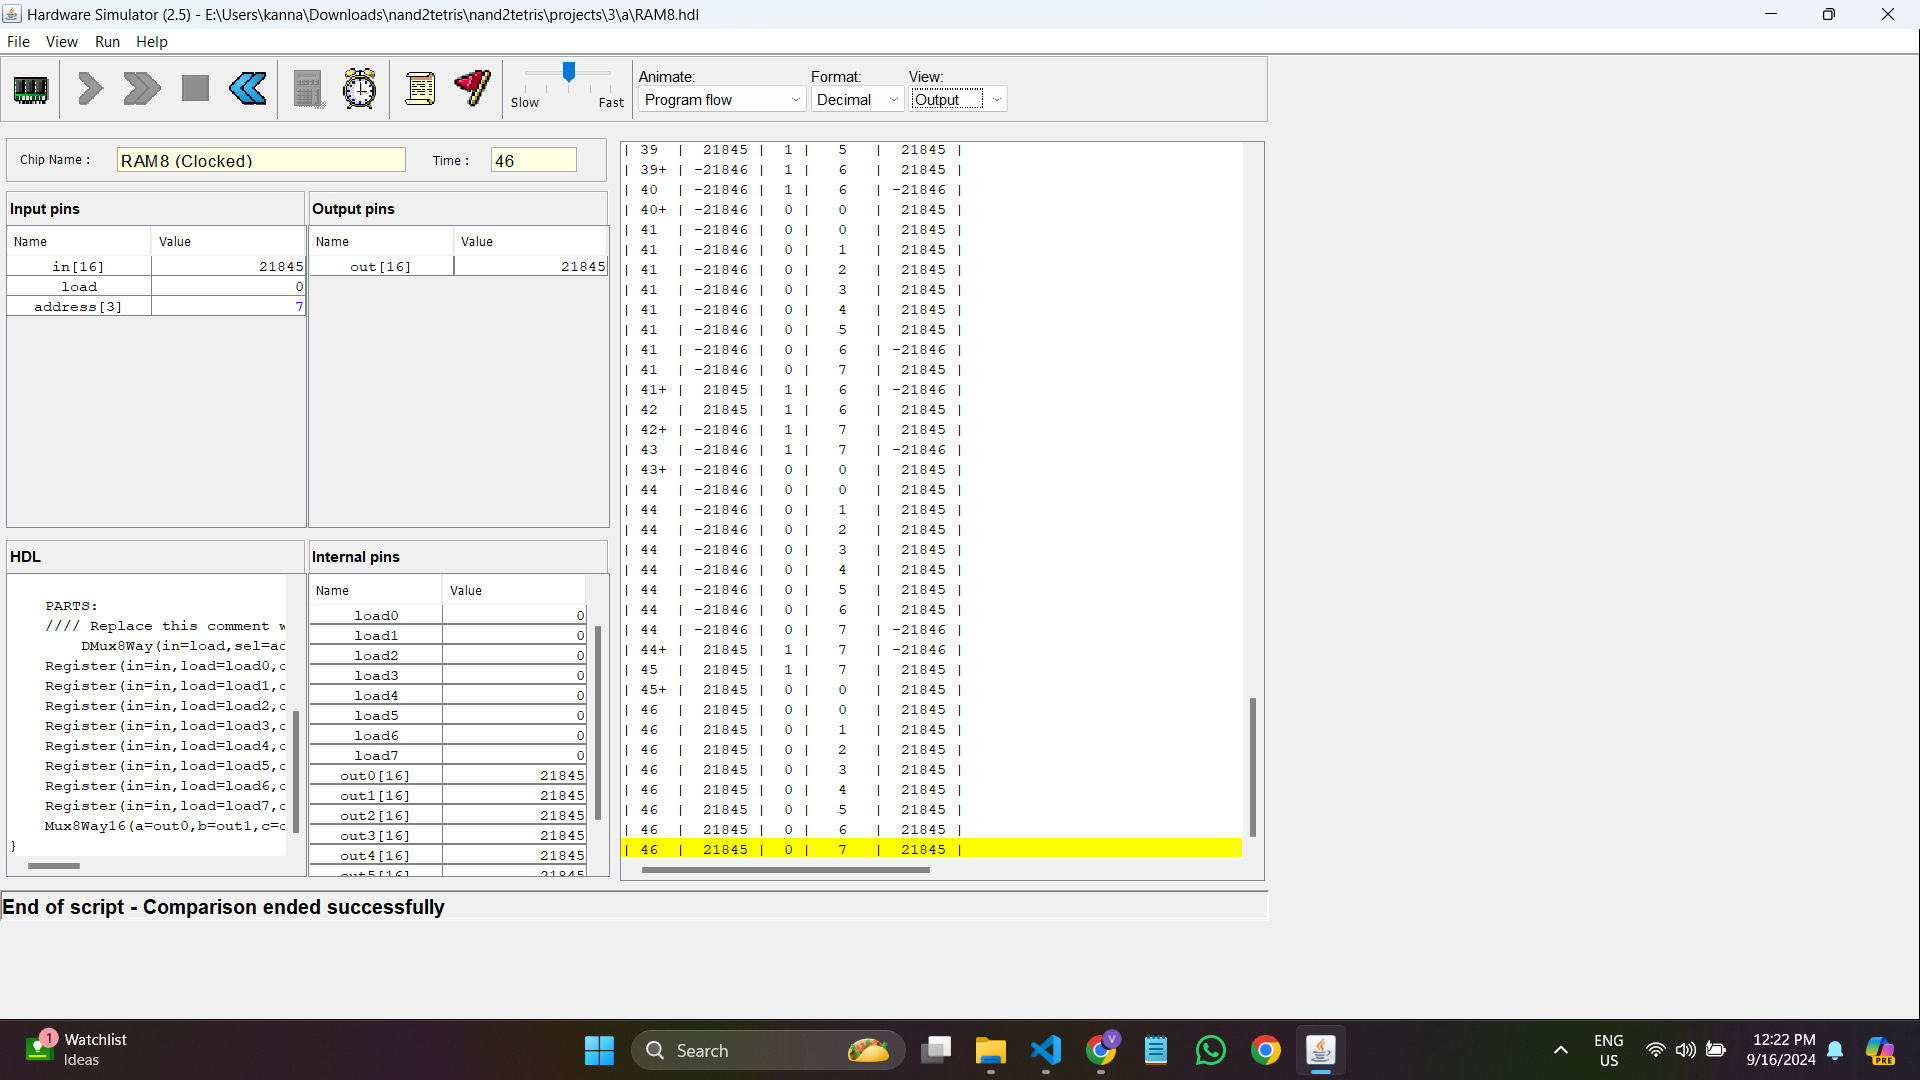 Hardware Simulator (2.5) - E:\Users\kanna\Downloads\nand2tetris\nand2tetris\projects\3\a\RAM8.hdl
File View Run Help
Slow Fast
Animate: Format: View:
Program flow Decimal Output
Chip Name : RAM8 (Clocked) Time : 46
Input pins
Name Value
in[16] 21845
load 0
address[3] 7
Output pins
Name Value
out[16] 21845
HDL
PARTS:
//// Replace this comment w
DMux8Way(in=load,sel=ad
Register(in=in,load=load0,o
Register(in=in,load=load1,o
Register(in=in,load=load2,o
Register(in=in,load=load3,o
Register(in=in,load=load4,o
Register(in=in,load=load5,o
Register(in=in,load=load6,o
Register(in=in,load=load7,o
Mux8Way16(a=out0,b=out1,c=o
}
Internal pins
Name Value
load0 0
load1 0
load2 0
load3 0
load4 0
load5 0
load6 0
load7 0
out0[16] 21845
out1[16] 21845
out2[16] 21845
out3[16] 21845
out4[16] 21845
out5[16] 21845
| 39 | 21845 | 1 | 5 | 21845 |
| 39+ | -21846 | 1 | 6 | 21845 |
| 40 | -21846 | 1 | 6 | -21846 |
| 40+ | -21846 | 0 | 0 | 21845 |
| 41 | -21846 | 0 | 0 | 21845 |
| 41 | -21846 | 0 | 1 | 21845 |
| 41 | -21846 | 0 | 2 | 21845 |
| 41 | -21846 | 0 | 3 | 21845 |
| 41 | -21846 | 0 | 4 | 21845 |
| 41 | -21846 | 0 | 5 | 21845 |
| 41 | -21846 | 0 | 6 | -21846 |
| 41 | -21846 | 0 | 7 | 21845 |
| 41+ | 21845 | 1 | 6 | -21846 |
| 42 | 21845 | 1 | 6 | 21845 |
| 42+ | -21846 | 1 | 7 | 21845 |
| 43 | -21846 | 1 | 7 | -21846 |
| 43+ | -21846 | 0 | 0 | 21845 |
| 44 | -21846 | 0 | 0 | 21845 |
| 44 | -21846 | 0 | 1 | 21845 |
| 44 | -21846 | 0 | 2 | 21845 |
| 44 | -21846 | 0 | 3 | 21845 |
| 44 | -21846 | 0 | 4 | 21845 |
| 44 | -21846 | 0 | 5 | 21845 |
| 44 | -21846 | 0 | 6 | 21845 |
| 44 | -21846 | 0 | 7 | -21846 |
| 44+ | 21845 | 1 | 7 | -21846 |
| 45 | 21845 | 1 | 7 | 21845 |
| 45+ | 21845 | 0 | 0 | 21845 |
| 46 | 21845 | 0 | 0 | 21845 |
| 46 | 21845 | 0 | 1 | 21845 |
| 46 | 21845 | 0 | 2 | 21845 |
| 46 | 21845 | 0 | 3 | 21845 |
| 46 | 21845 | 0 | 4 | 21845 |
| 46 | 21845 | 0 | 5 | 21845 |
| 46 | 21845 | 0 | 6 | 21845 |
| 46 | 21845 | 0 | 7 | 21845 |
End of script - Comparison ended successfully
1
Watchlist
Ideas
Search
V
ENG
US
12:22 PM
9/16/2024
PRE